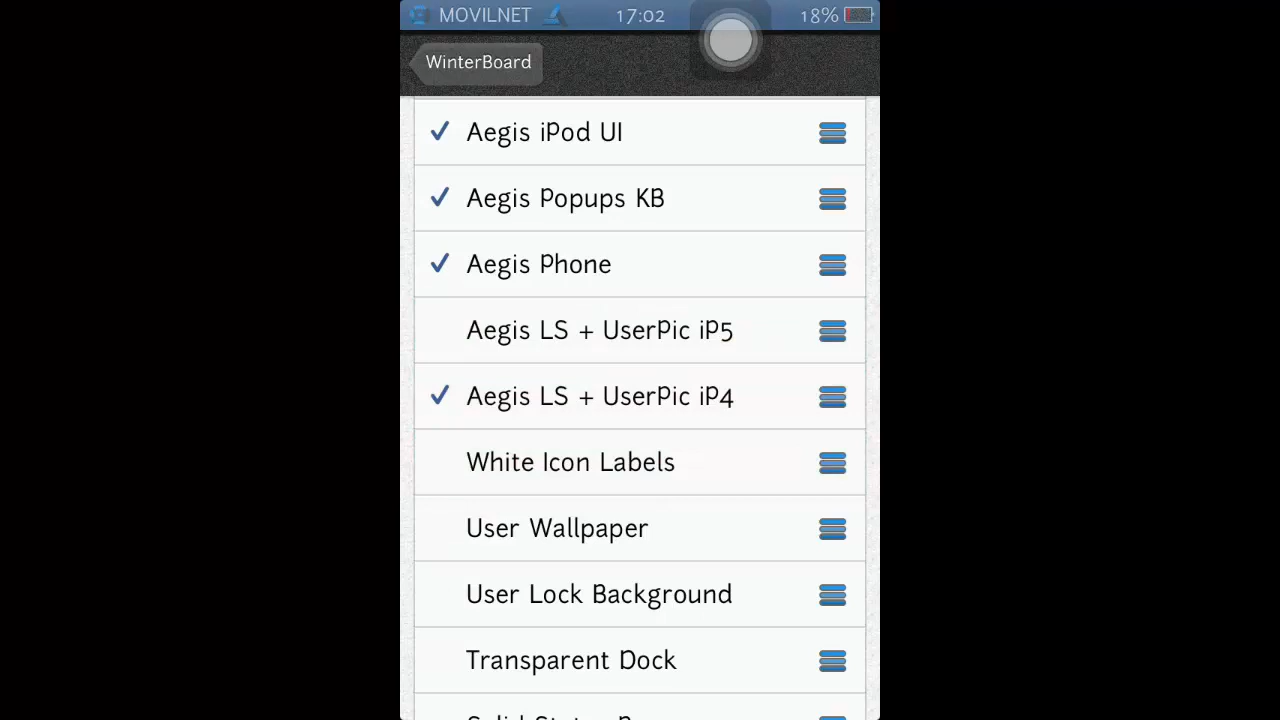 MOVILNET 17:02 18%
WinterBoard
Aegis iPod UI
Aegis Popups KB
Aegis Phone
Aegis LS + UserPic iP5
Aegis LS + UserPic iP4
White Icon Labels
User Wallpaper
User Lock Background
Transparent Dock